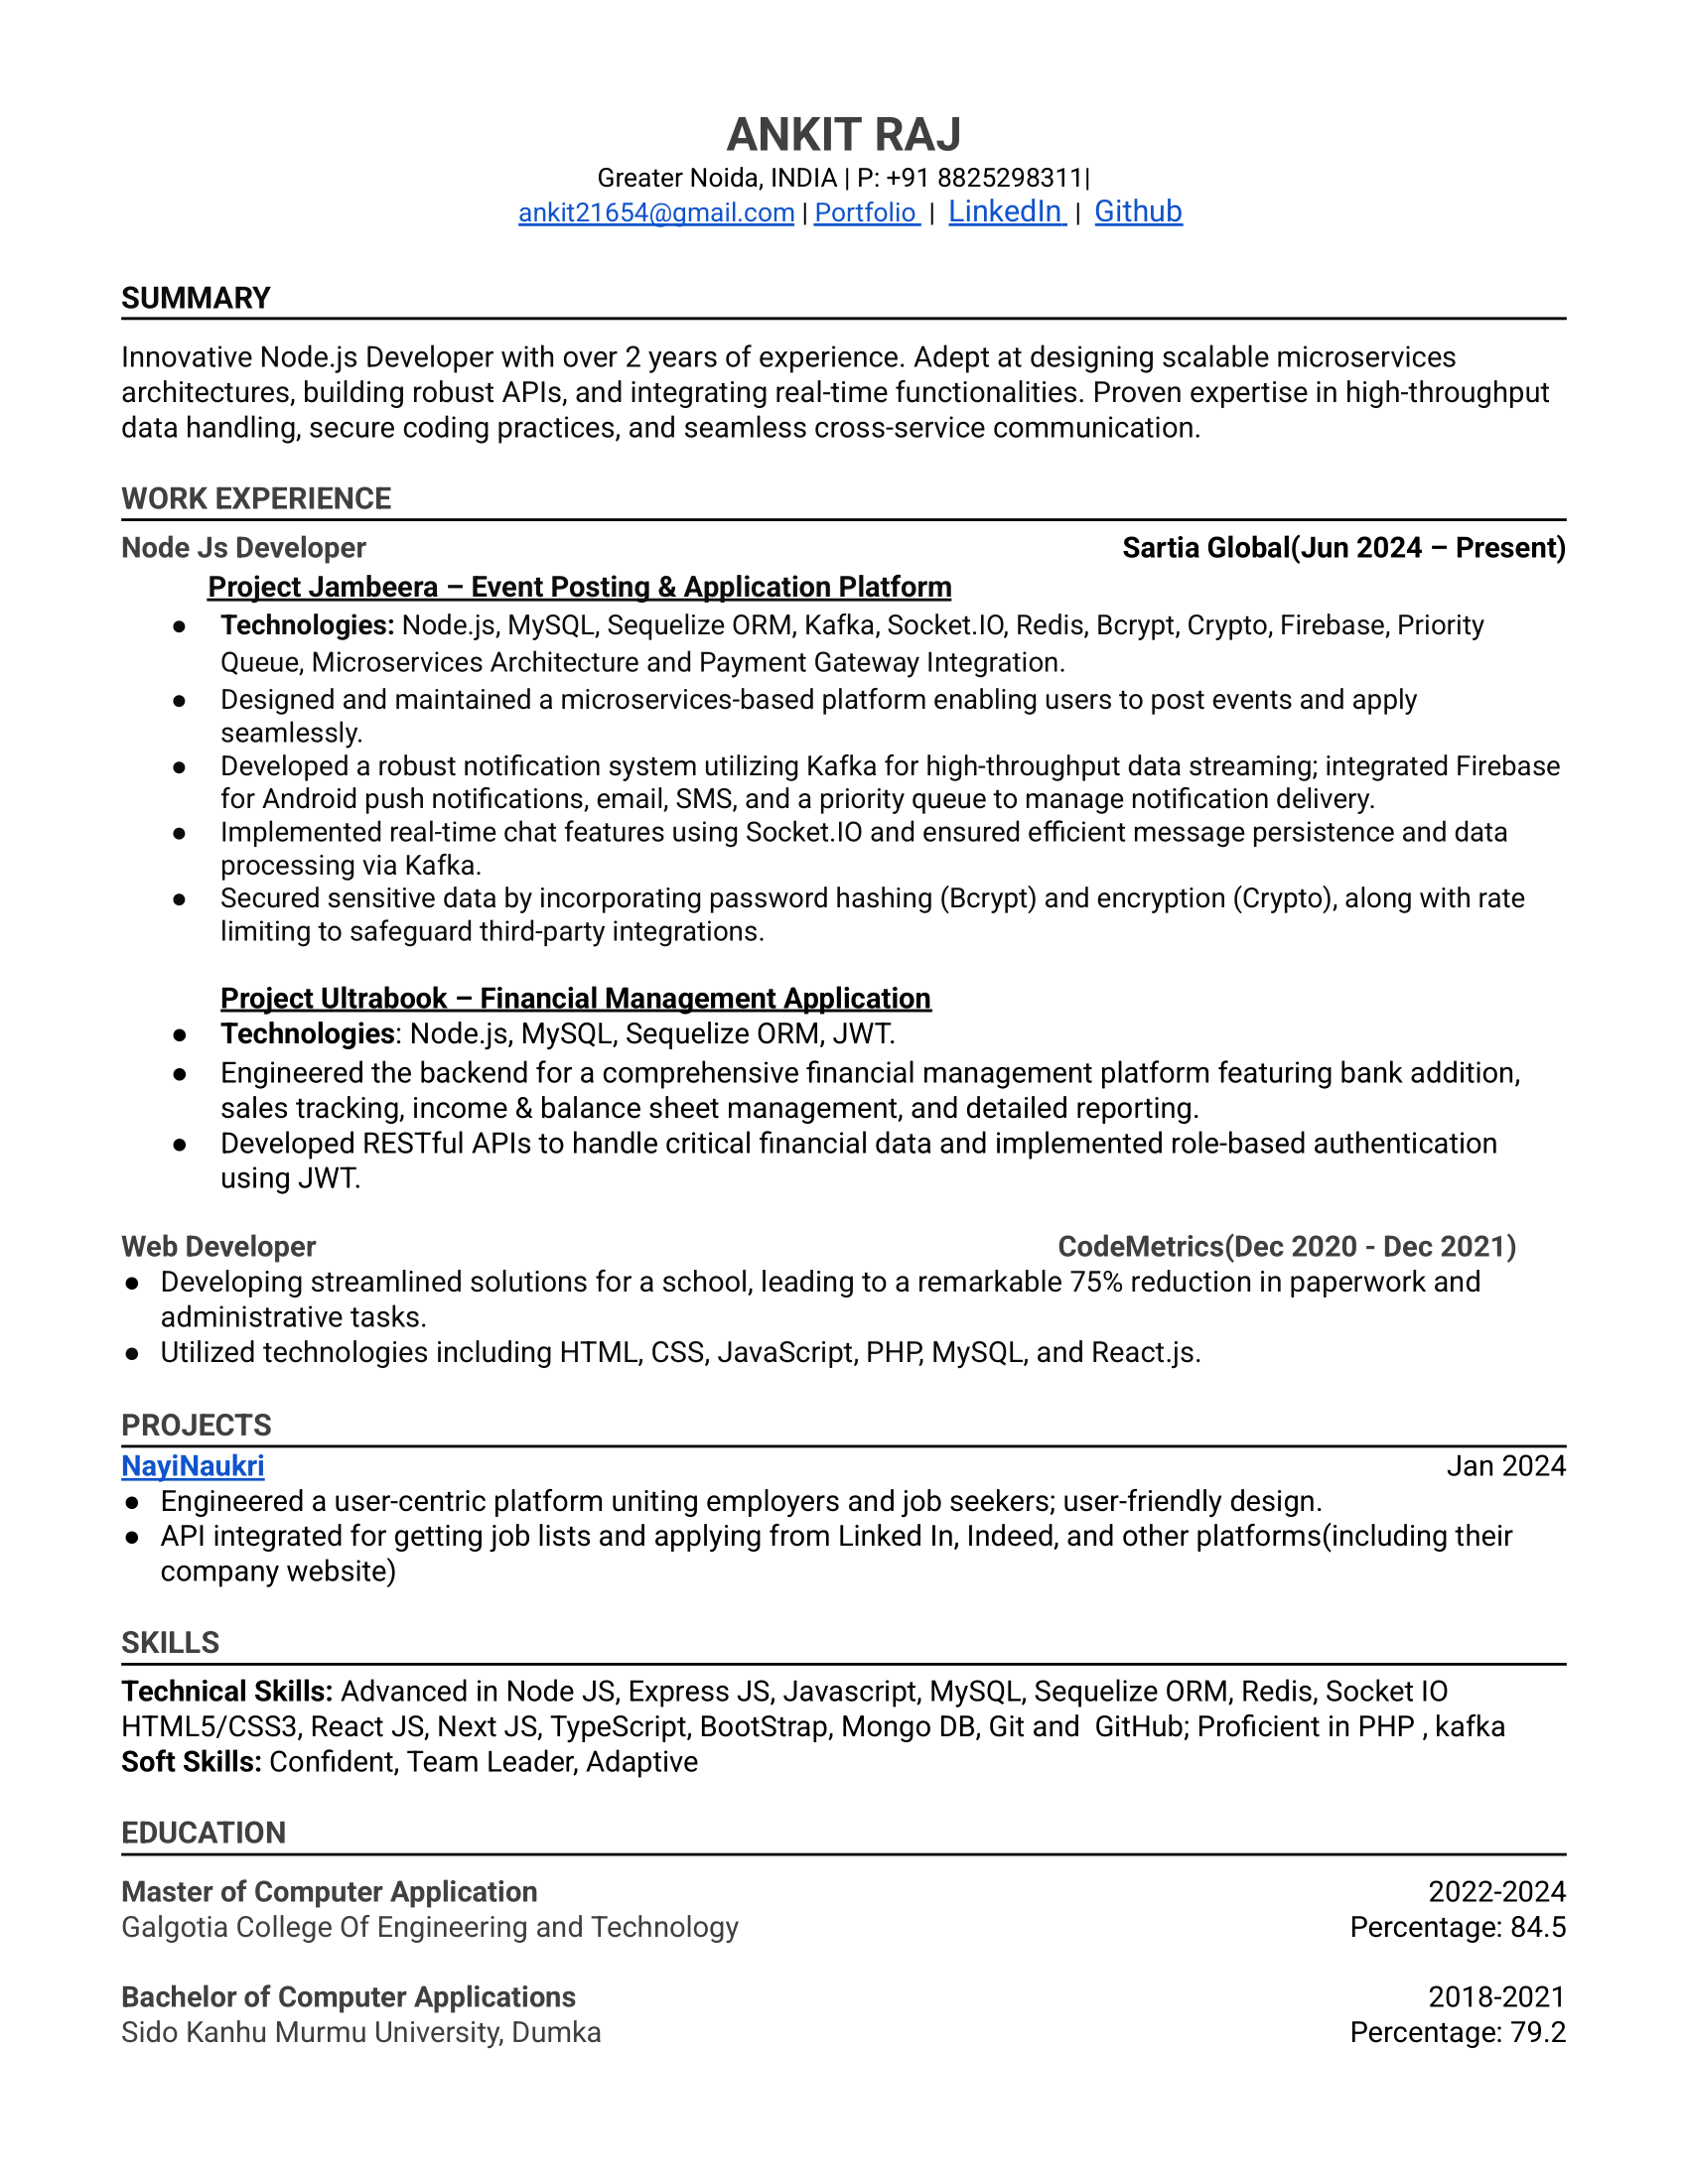 ANKIT RAJ
Greater Noida, INDIA | P: +91 8825298311|
ankit21654@gmail.com | Portfolio | LinkedIn | Github
SUMMARY
Innovative Node.js Developer with over 2 years of experience. Adept at designing scalable microservices
architectures, building robust APIs, and integrating real-time functionalities. Proven expertise in high-throughput
data handling, secure coding practices, and seamless cross-service communication.
WORK EXPERIENCE
Node Js Developer Sartia Global(Jun 2024 – Present)
Project Jambeera – Event Posting & Application Platform
● Technologies: Node.js, MySQL, Sequelize ORM, Kafka, Socket.IO, Redis, Bcrypt, Crypto, Firebase, Priority
Queue, Microservices Architecture and Payment Gateway Integration.
● Designed and maintained a microservices-based platform enabling users to post events and apply
seamlessly.
● Developed a robust notification system utilizing Kafka for high-throughput data streaming; integrated Firebase
for Android push notifications, email, SMS, and a priority queue to manage notification delivery.
● Implemented real-time chat features using Socket.IO and ensured efficient message persistence and data
processing via Kafka.
● Secured sensitive data by incorporating password hashing (Bcrypt) and encryption (Crypto), along with rate
limiting to safeguard third-party integrations.
Project Ultrabook – Financial Management Application
● Technologies: Node.js, MySQL, Sequelize ORM, JWT.
● Engineered the backend for a comprehensive financial management platform featuring bank addition,
sales tracking, income & balance sheet management, and detailed reporting.
● Developed RESTful APIs to handle critical financial data and implemented role-based authentication
using JWT.
Web Developer CodeMetrics(Dec 2020 - Dec 2021)
● Developing streamlined solutions for a school, leading to a remarkable 75% reduction in paperwork and
administrative tasks.
● Utilized technologies including HTML, CSS, JavaScript, PHP, MySQL, and React.js.
PROJECTS
NayiNaukri Jan 2024
● Engineered a user-centric platform uniting employers and job seekers; user-friendly design.
● API integrated for getting job lists and applying from Linked In, Indeed, and other platforms(including their
company website)
SKILLS
Technical Skills: Advanced in Node JS, Express JS, Javascript, MySQL, Sequelize ORM, Redis, Socket IO
HTML5/CSS3, React JS, Next JS, TypeScript, BootStrap, Mongo DB, Git and GitHub; Proficient in PHP , kafka
Soft Skills: Confident, Team Leader, Adaptive
EDUCATION
Master of Computer Application 2022-2024
Galgotia College Of Engineering and Technology Percentage: 84.5
Bachelor of Computer Applications 2018-2021
Sido Kanhu Murmu University, Dumka Percentage: 79.2